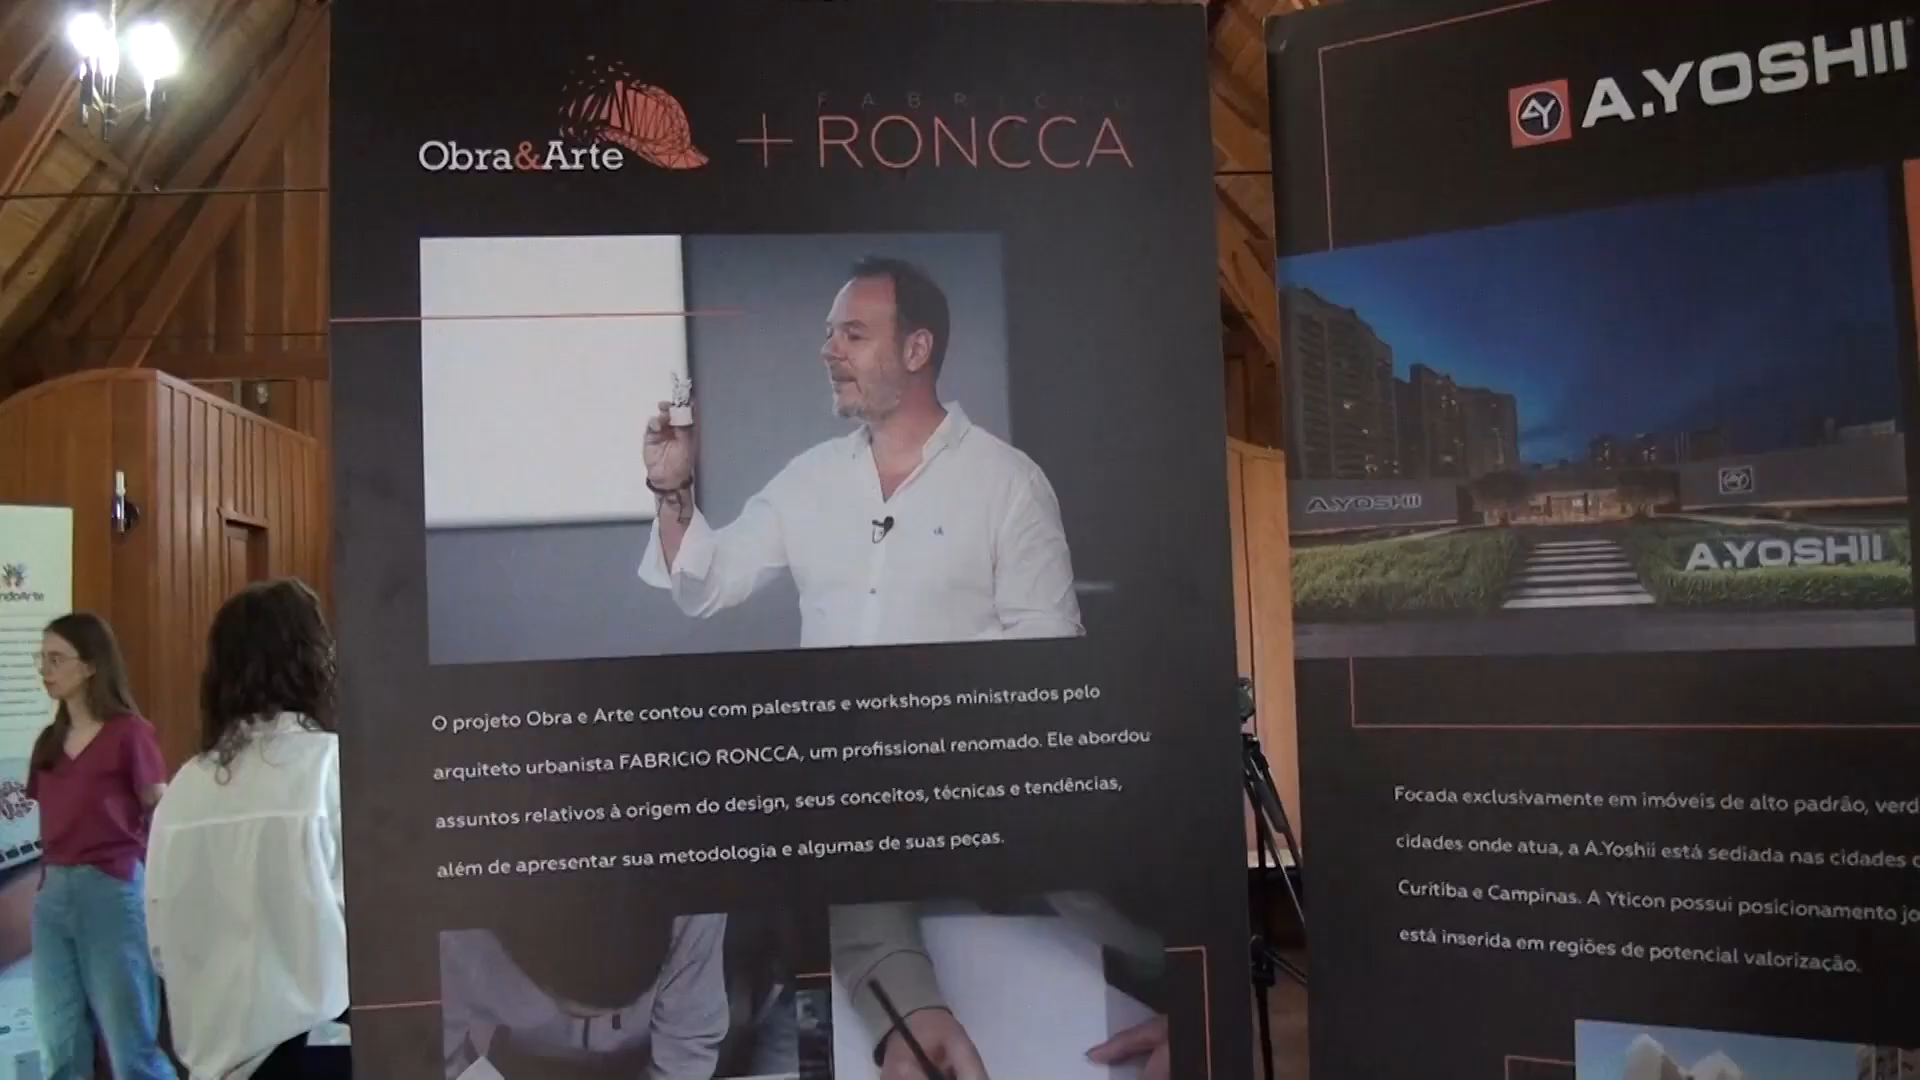 Obra&Arte
+
FABRICIO
RONCCA
O projeto Obra e Arte contou com palestras e workshops ministrados pelo
arquiteto urbanista FABRICIO RONCCA, um profissional renomado. Ele abordou
assuntos relativos à origem do design, seus conceitos, técnicas e tendências,
além de apresentar sua metodologia e algumas de suas peças.
AY A.YOSHII
A.YOSHII
A.YOSHII
Focada exclusivamente em imóveis de alto padrão, verd
cidades onde atua, a A.Yoshii está sediada nas cidades
Curitiba e Campinas. A Yticon possui posicionamento jo
está inserida em regiões de potencial valorização.
ndoArte